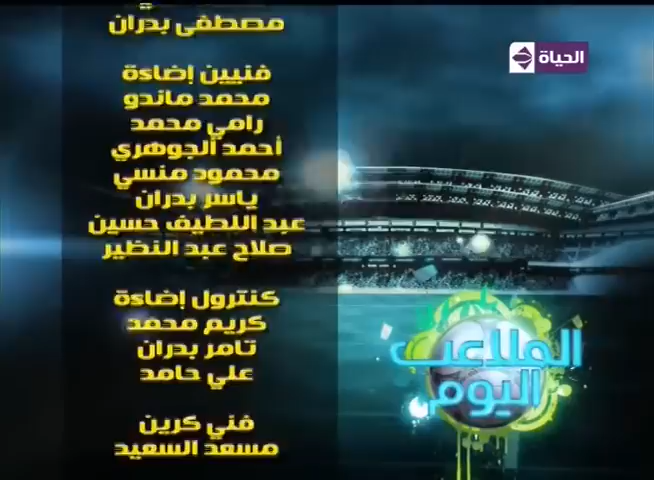 مصطفى بدران
فنيين إضاءة
محمد ماندو
رامي محمد
أحمد الجوهري
محمود منسي
ياسر بدران
عبد اللطيف حسين
صلاح عبد النظير
كنترول إضاءة
كريم محمد
تامر بدران
علي حامد
فني كرين
مسعد السعيد
الحياة
الملاعب
اليوم